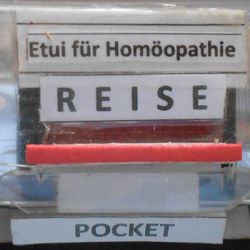 Etui für Homöopathie
REISE
POCKET